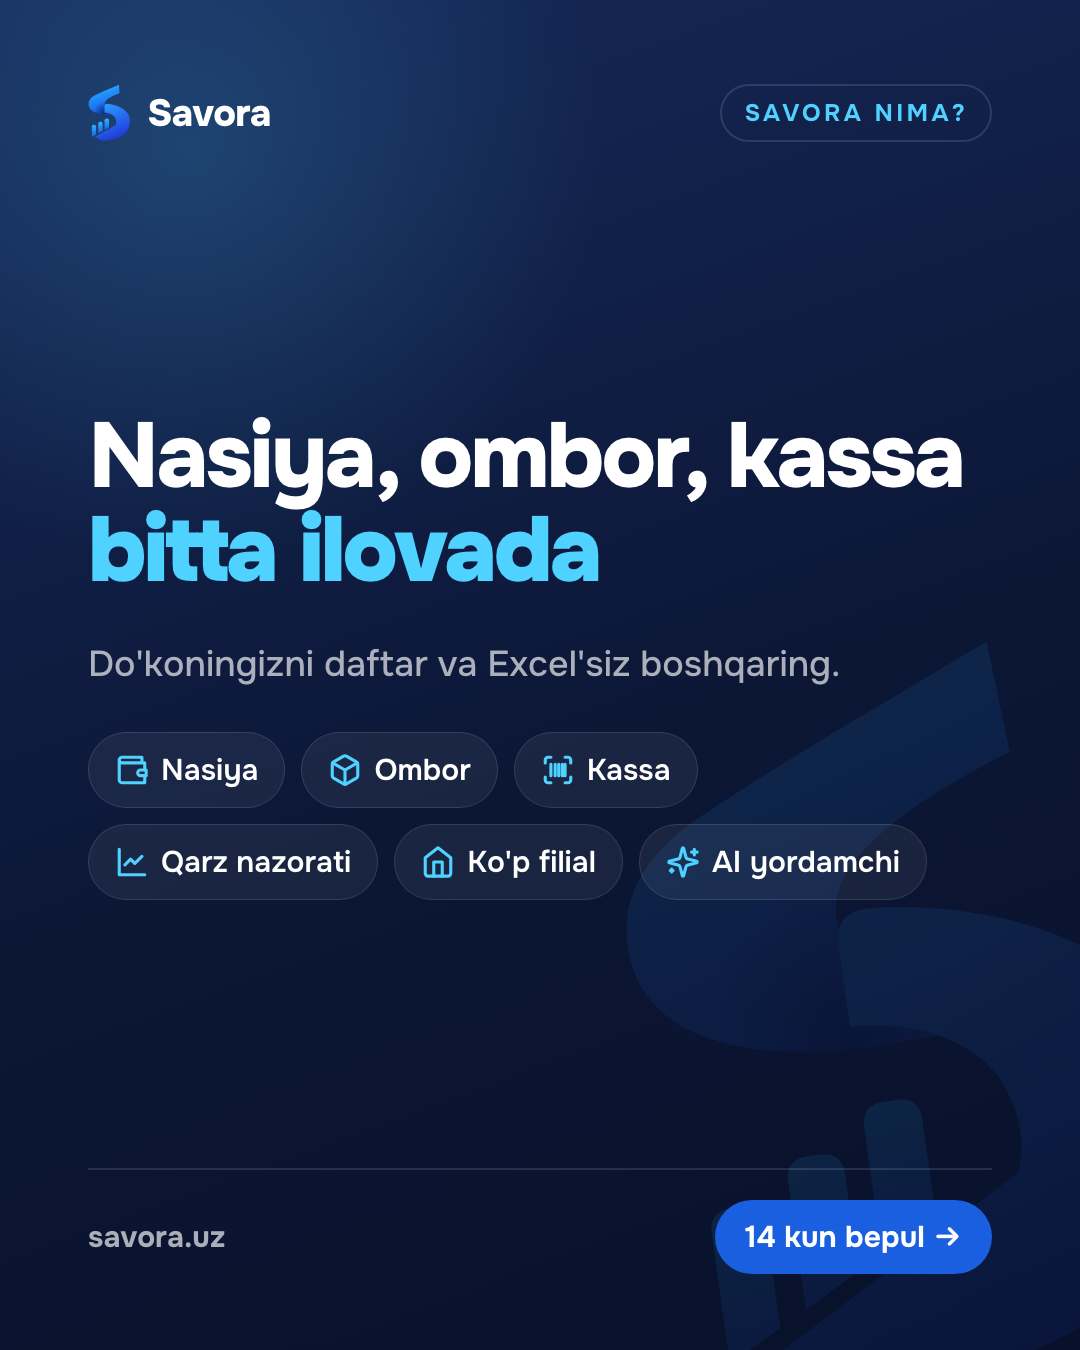 Savora
SAVORA NIMA?
Nasiya, ombor, kassa
bitta ilovada
Do'koningizni daftar va Excel'siz boshqaring.
Nasiya
Ombor
Kassa
Qarz nazorati
Ko'p filial
AI yordamchi
savora.uz
14 kun bepul →